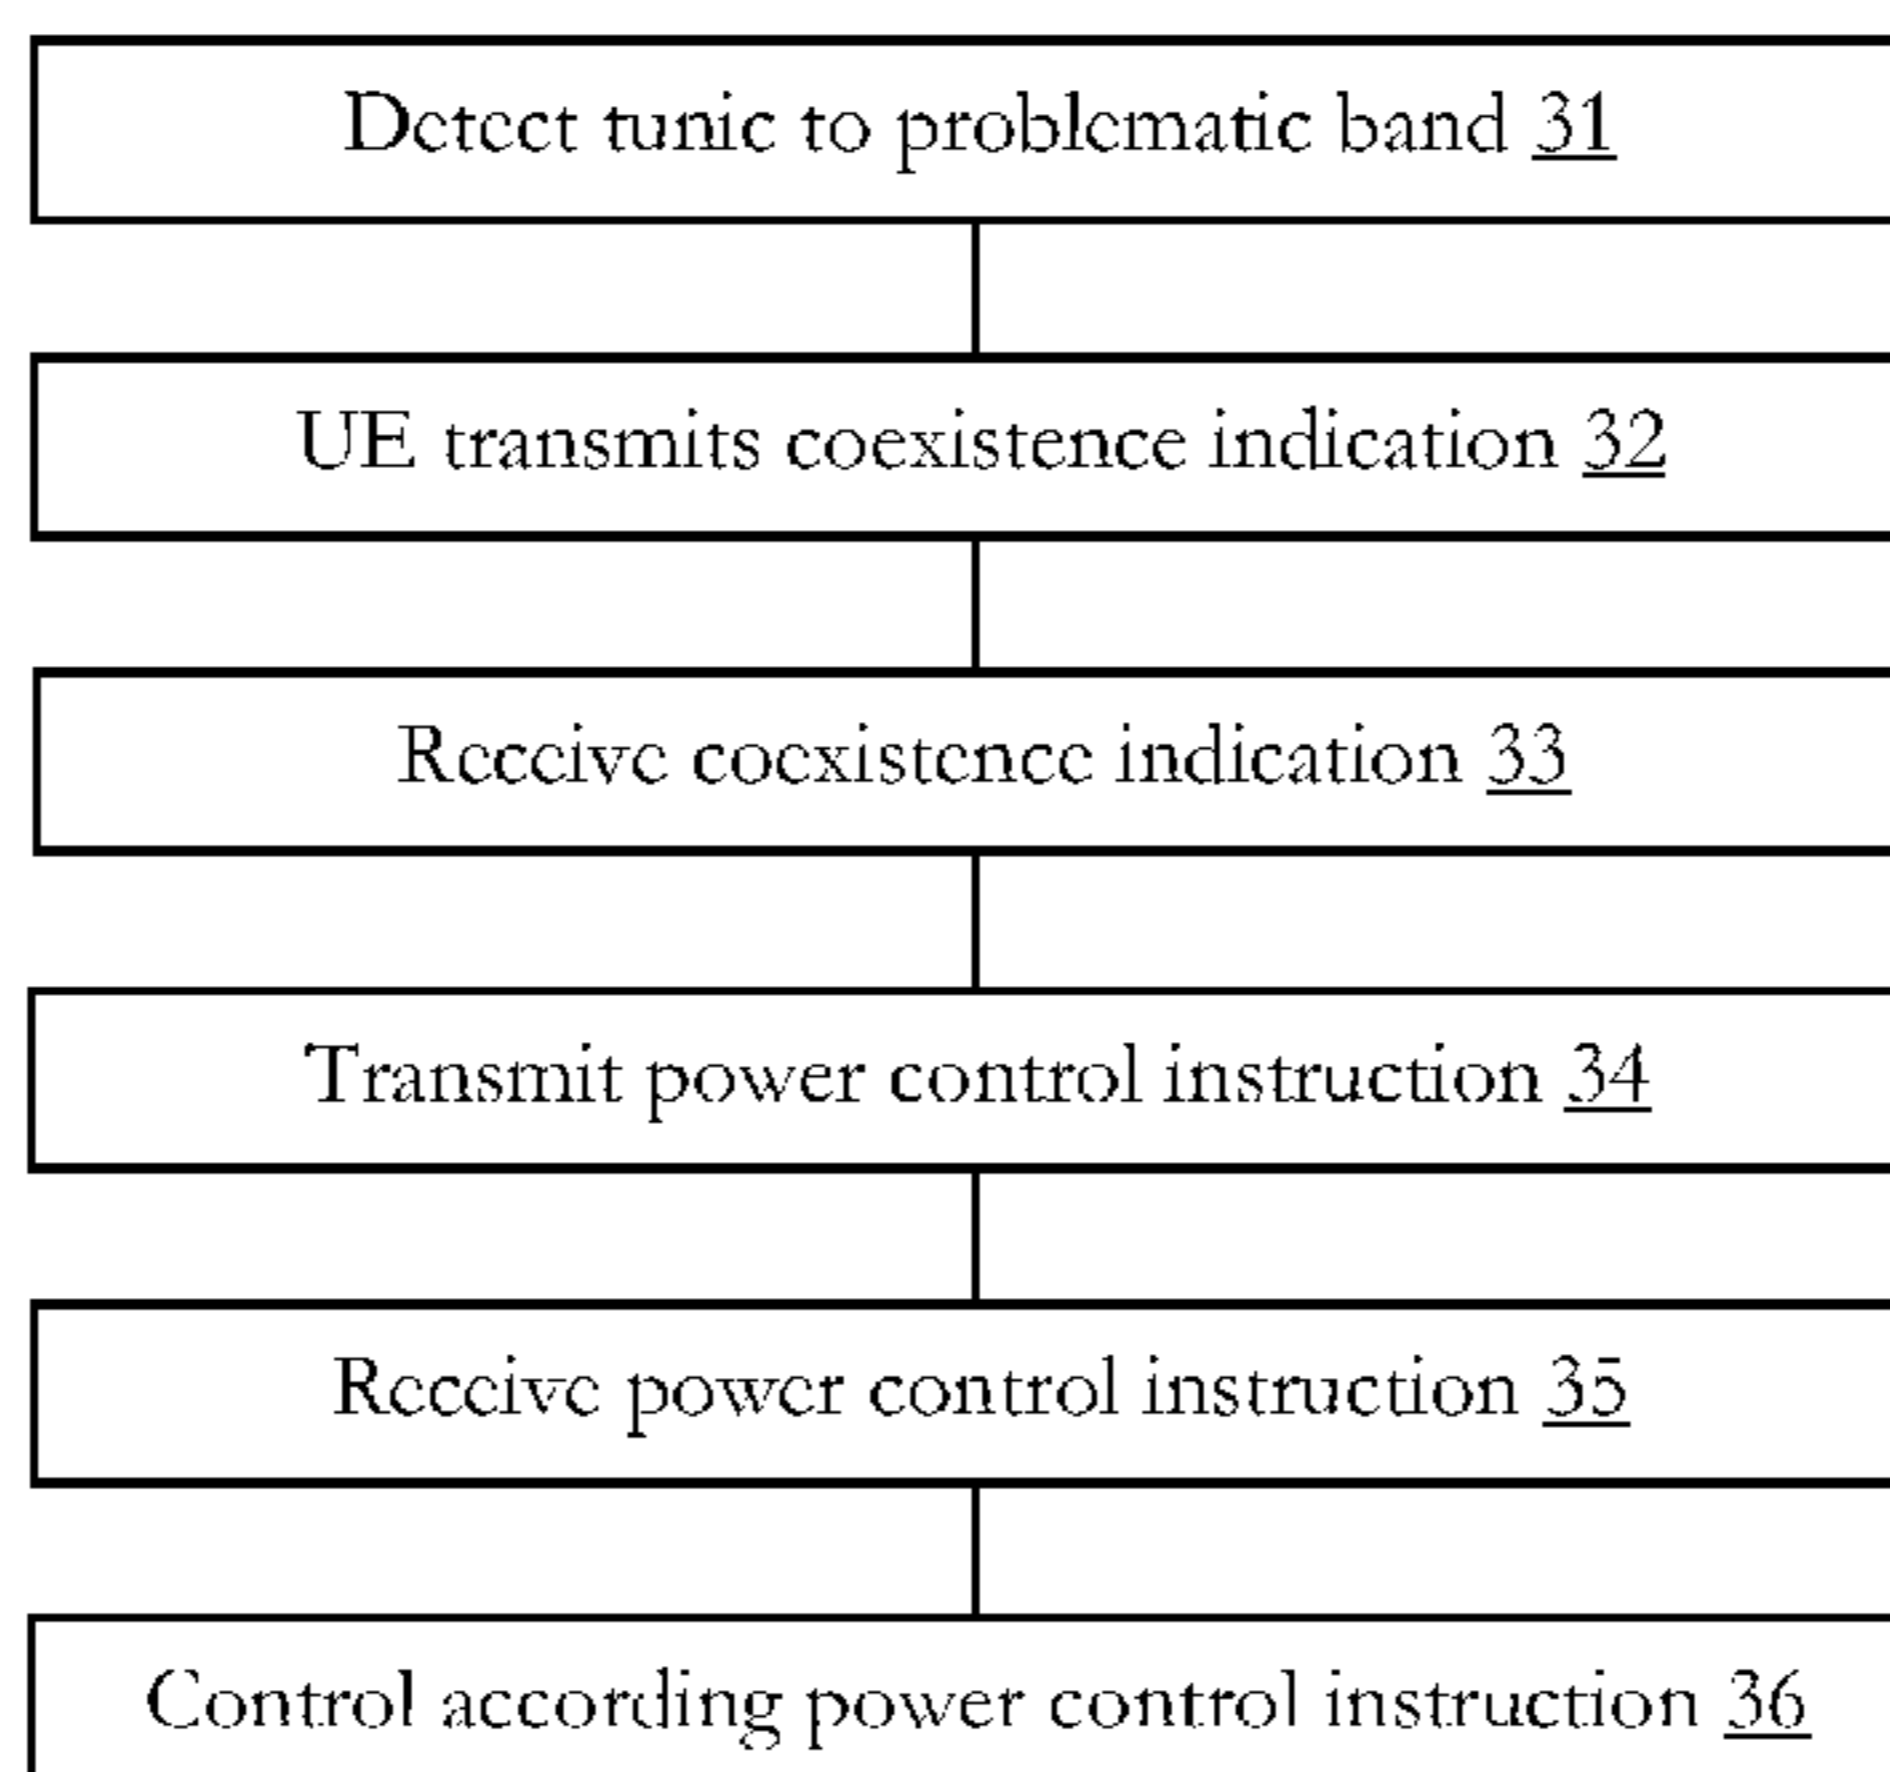 Detect tunic to problematic band 31
UE transmits coexistence indication 32
Receive coexistence indication 33
Transmit power control instruction 34
Receive power control instruction 35
Control according power control instruction 36